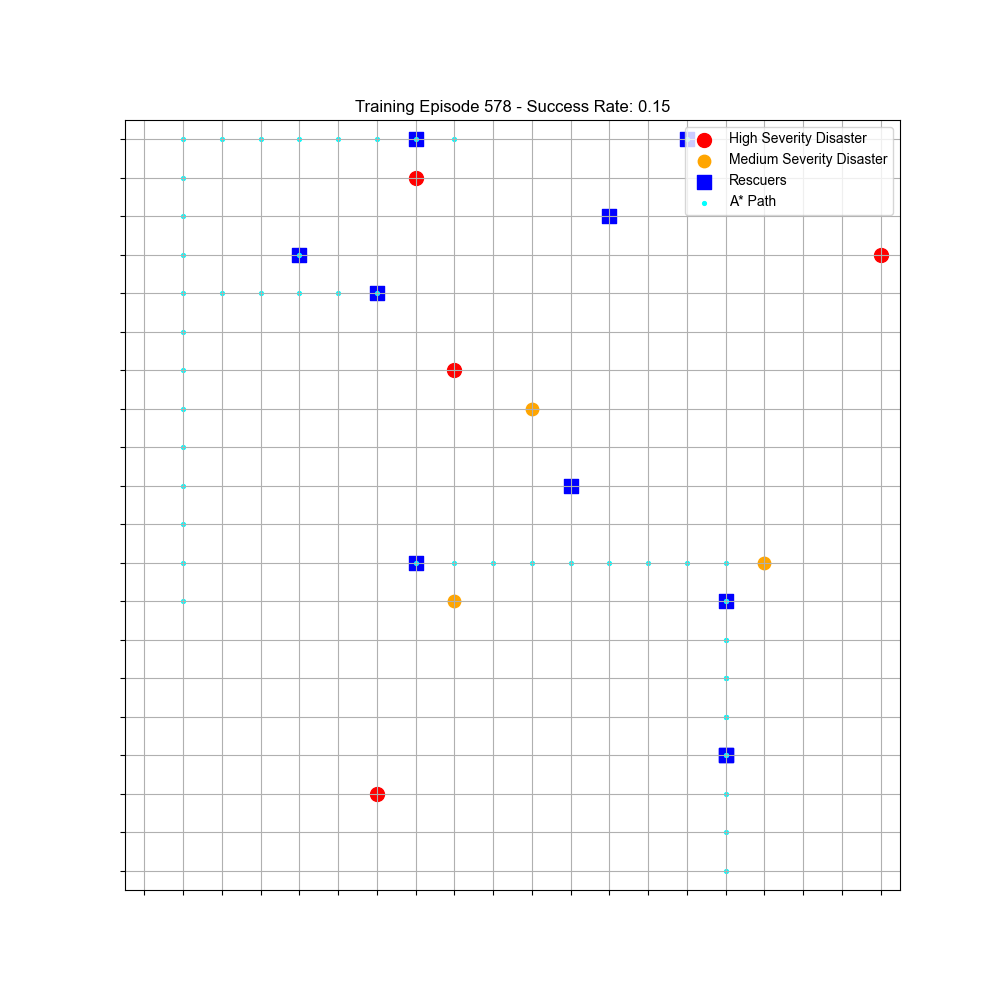 Training Episode 578 - Success Rate: 0.15
High Severity Disaster
Medium Severity Disaster
Rescuers
A* Path